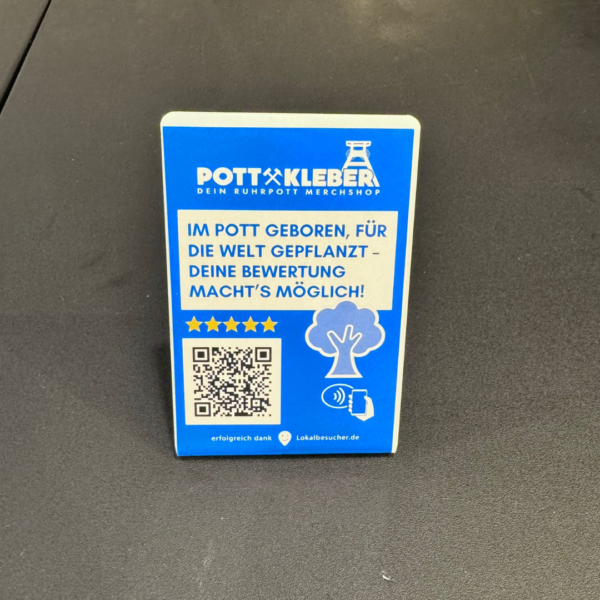 POTT KLEBER
DEIN RUHRPOTT MERCHSHOP
IM POTT GEBOREN, FÜR
DIE WELT GEPFLANZT –
DEINE BEWERTUNG
MACHT'S MÖGLICH!
erfolgreich dank Lokalbesucher.de